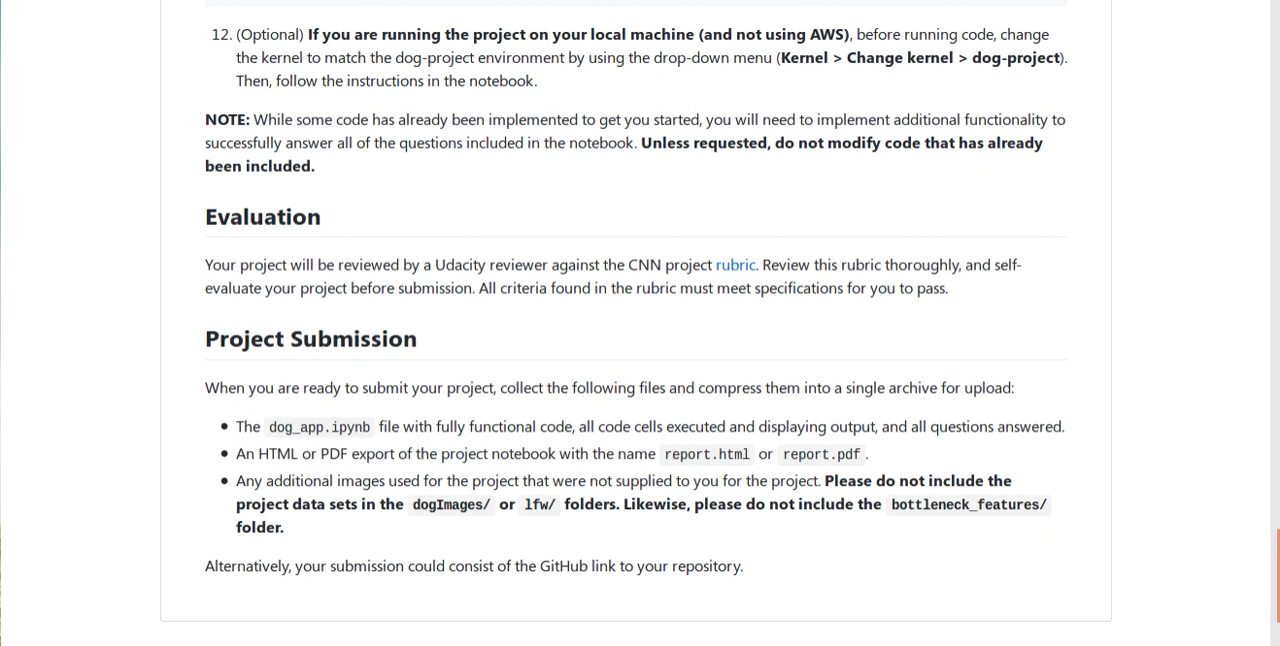 12. (Optional) If you are running the project on your local machine (and not using AWS), before running code, change
the kernel to match the dog-project environment by using the drop-down menu (Kernel > Change kernel > dog-project).
Then, follow the instructions in the notebook.
NOTE: While some code has already been implemented to get you started, you will need to implement additional functionality to
successfully answer all of the questions included in the notebook. Unless requested, do not modify code that has already
been included.
Evaluation
Your project will be reviewed by a Udacity reviewer against the CNN project rubric. Review this rubric thoroughly, and self-
evaluate your project before submission. All criteria found in the rubric must meet specifications for you to pass.
Project Submission
When you are ready to submit your project, collect the following files and compress them into a single archive for upload:
• The dog_app.ipynb file with fully functional code, all code cells executed and displaying output, and all questions answered.
• An HTML or PDF export of the project notebook with the name report.html or report.pdf.
• Any additional images used for the project that were not supplied to you for the project. Please do not include the
project data sets in the dogImages/ or lfw/ folders. Likewise, please do not include the bottleneck_features/
folder.
Alternatively, your submission could consist of the GitHub link to your repository.